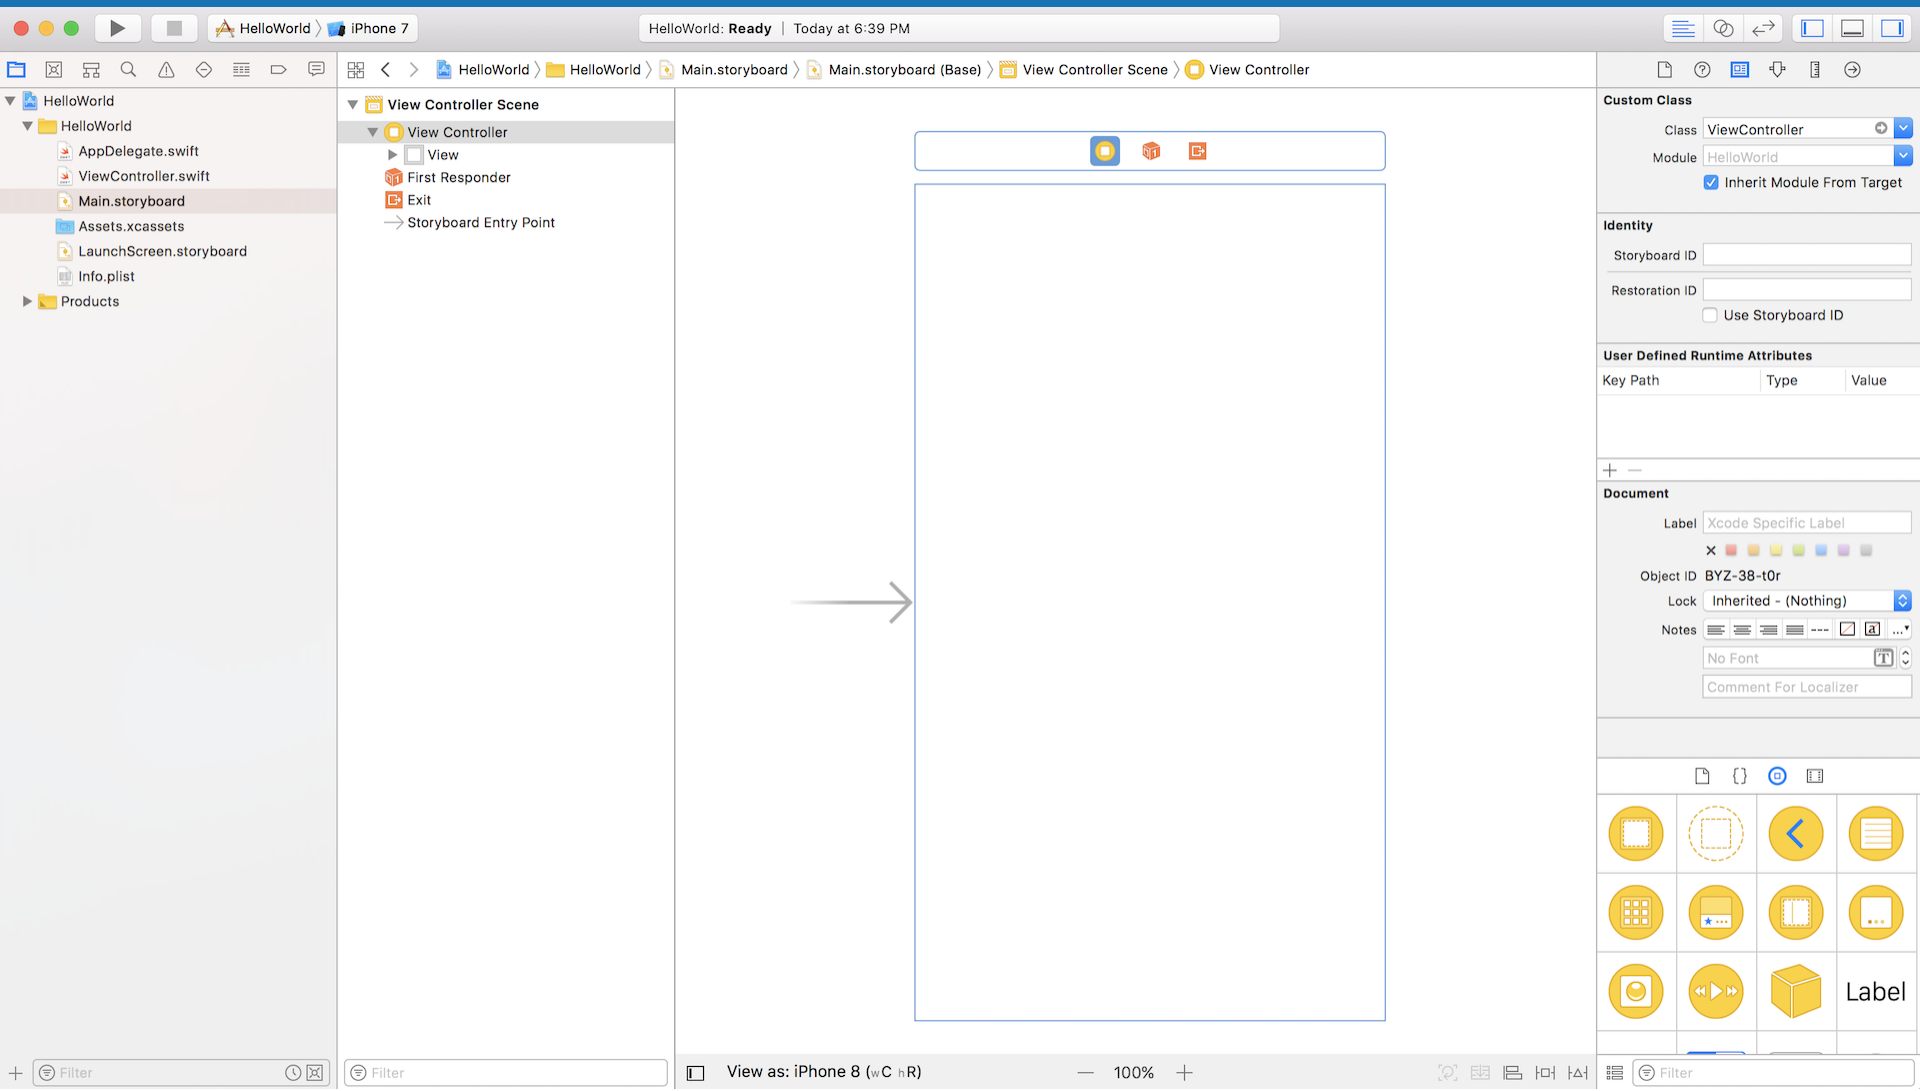 HelloWorld iPhone 7
HelloWorld: Ready | Today at 6:39 PM
HelloWorld HelloWorld Main.storyboard Main.storyboard (Base) View Controller Scene View Controller
HelloWorld
HelloWorld
AppDelegate.swift
ViewController.swift
Main.storyboard
Assets.xcassets
LaunchScreen.storyboard
Info.plist
Products
Filter
View Controller Scene
View Controller
View
First Responder
Exit
Storyboard Entry Point
Filter
View as: iPhone 8 (wC hR)
100%
Custom Class
Class ViewController
Module HelloWorld
Inherit Module From Target
Identity
Storyboard ID
Restoration ID
Use Storyboard ID
User Defined Runtime Attributes
Key Path Type Value
Document
Label Xcode Specific Label
Object ID BYZ-38-t0r
Lock Inherited - (Nothing)
Notes
No Font
Comment For Localizer
Label
Filter